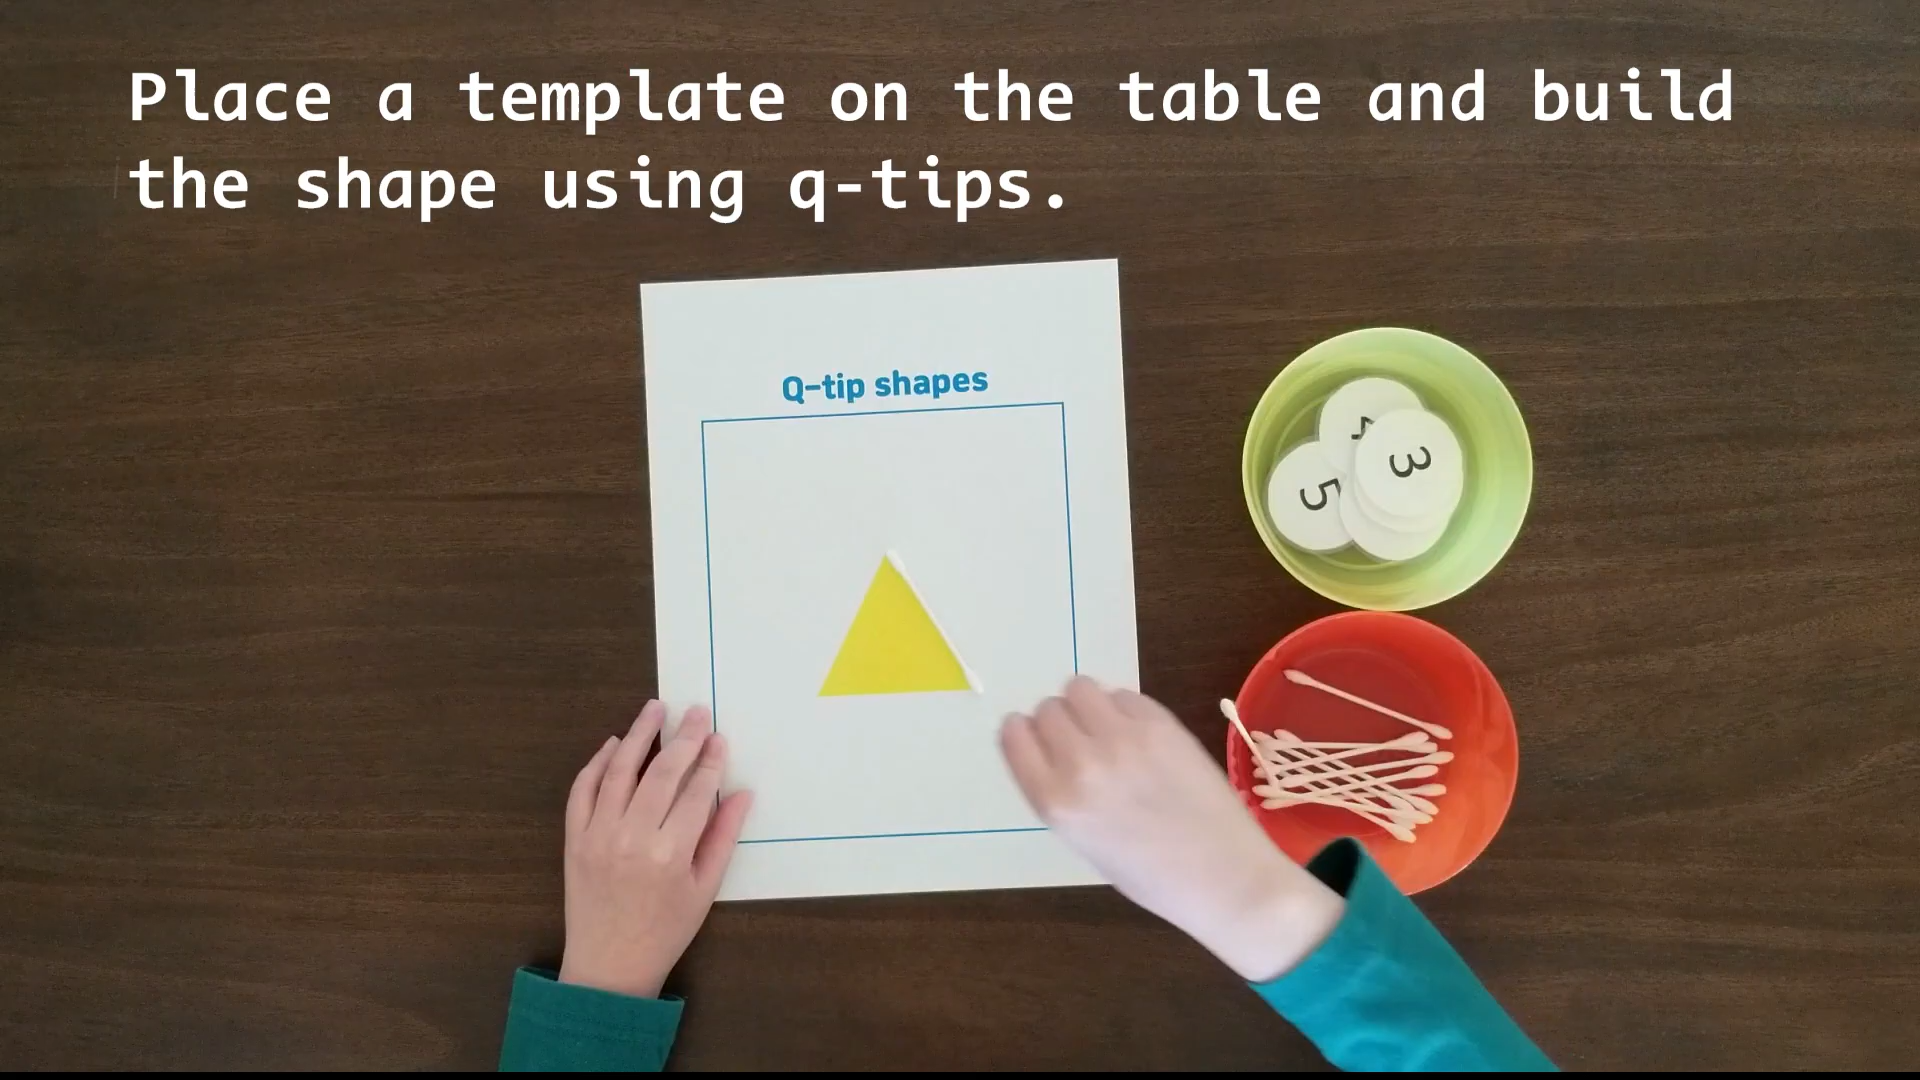 Place a template on the table and build
the shape using q-tips.
Q-tip shapes
3
5